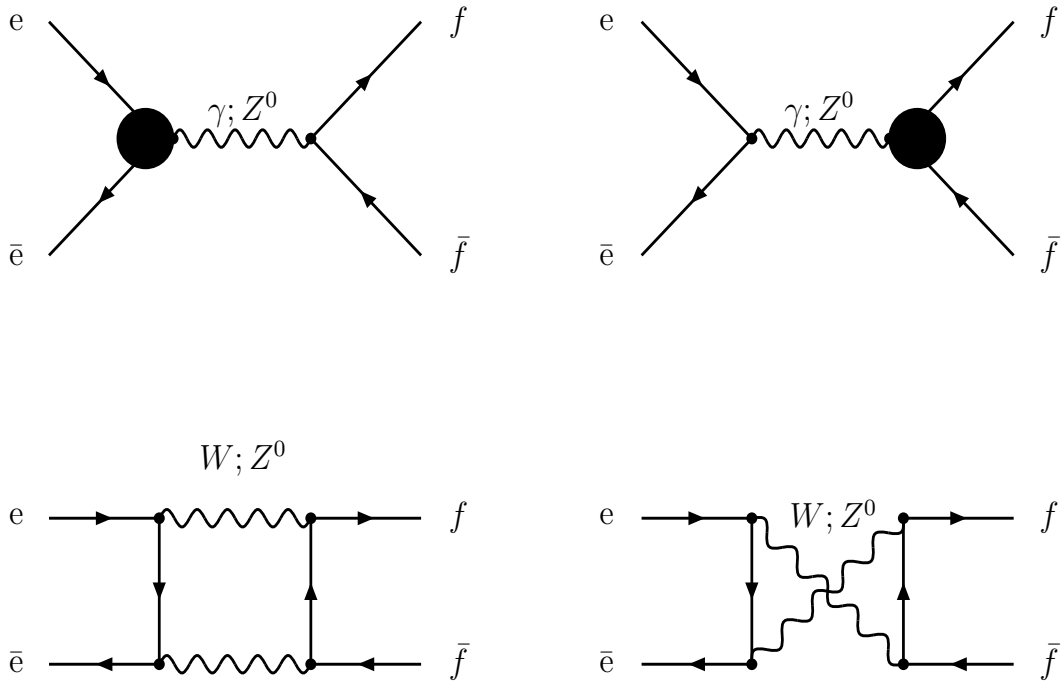 e f e f
γ; Z⁰ γ; Z⁰
ē f̄ ē f̄
W; Z⁰
e f e W; Z⁰ f
ē f̄ ē f̄